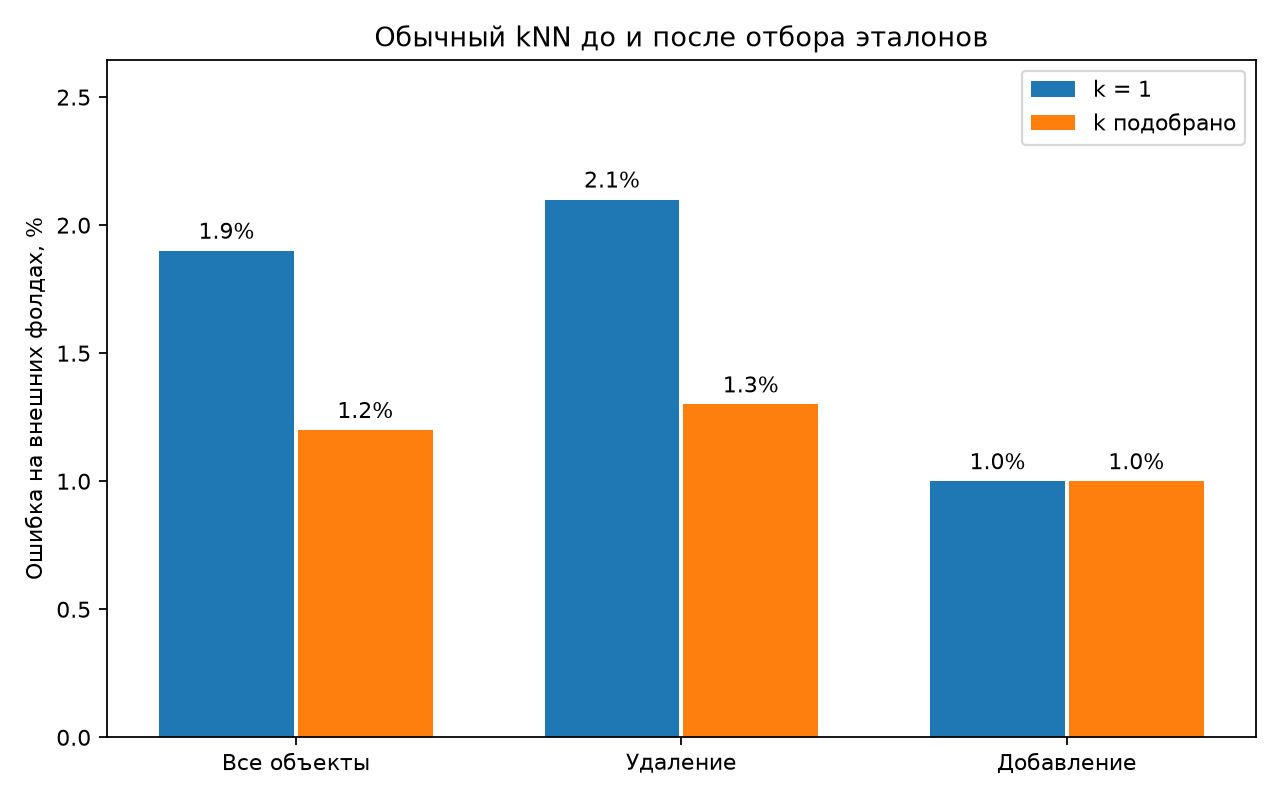 Обычный kNN до и после отбора эталонов
Ошибка на внешних фолдах, %
2.5
2.0
1.5
1.0
0.5
0.0
k = 1
k подобрано
1.9%
1.2%
2.1%
1.3%
1.0%
1.0%
Все объекты
Удаление
Добавление